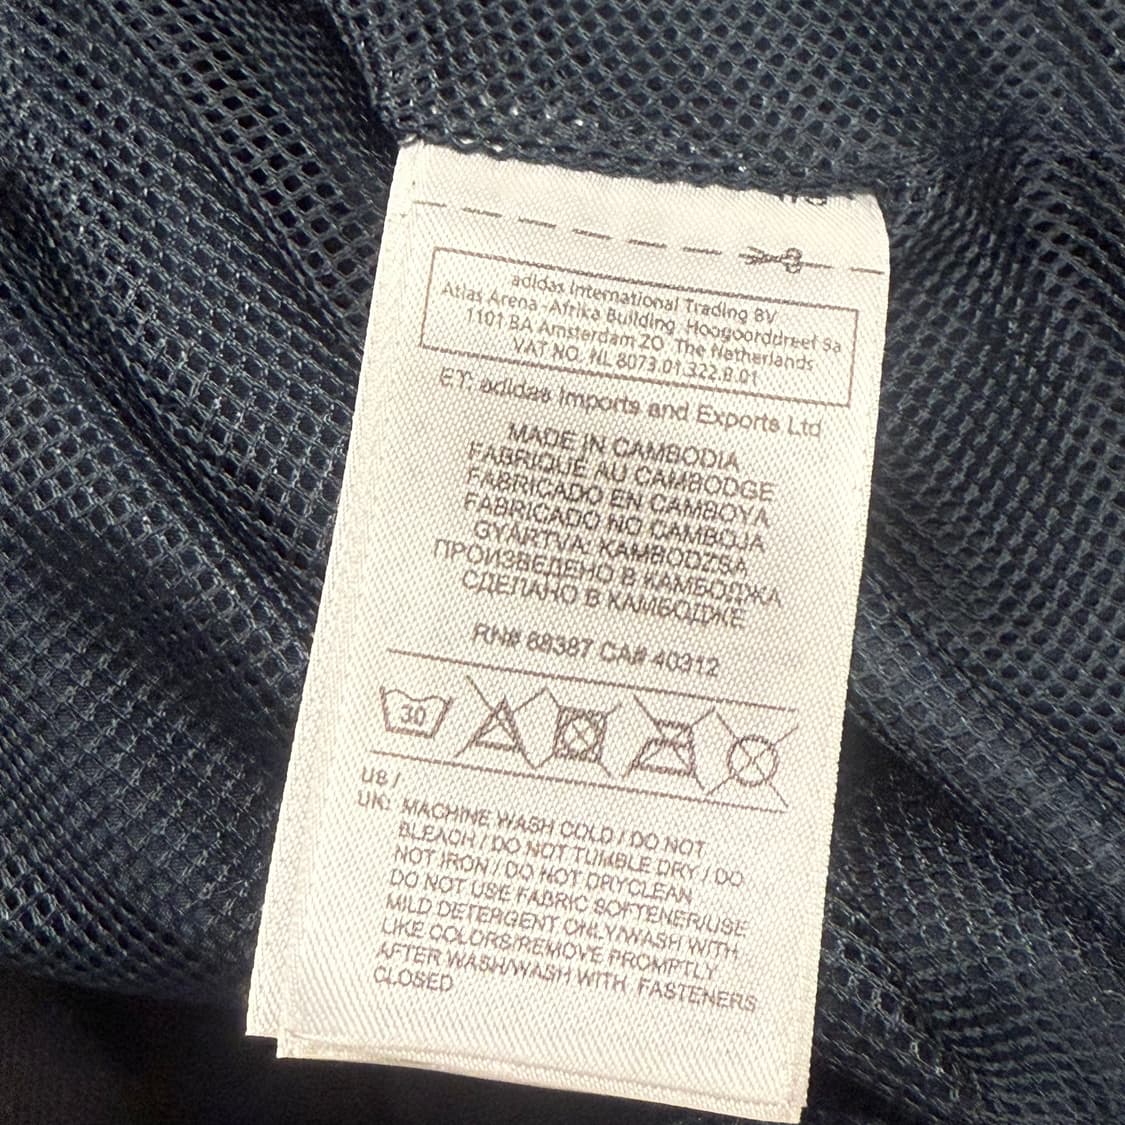 adidas International Trading BV
Atlas Arena -Afrika Building Hoogoorddreef 9a
1101 BA Amsterdam ZO The Netherlands
VAT NO. NL 8073.01.322.B.01
ET: adidas Imports and Exports Ltd
MADE IN CAMBODIA
FABRIQUÉ AU CAMBODGE
FABRICADO EN CAMBOYA
FABRICADO NO CAMBOJA
GYÁRTVA: KAMBODZSA
ПРОИЗВЕДЕНО В КАМБОДЖА
СДЕЛАНО В КАМБОДЖЕ
RN# 88387 CA# 40312
30
US /
UK: MACHINE WASH COLD / DO NOT
BLEACH / DO NOT TUMBLE DRY / DO
NOT IRON / DO NOT DRYCLEAN
DO NOT USE FABRIC SOFTENER/USE
MILD DETERGENT ONLY/WASH WITH
LIKE COLORS/REMOVE PROMPTLY
AFTER WASH/WASH WITH FASTENERS
CLOSED